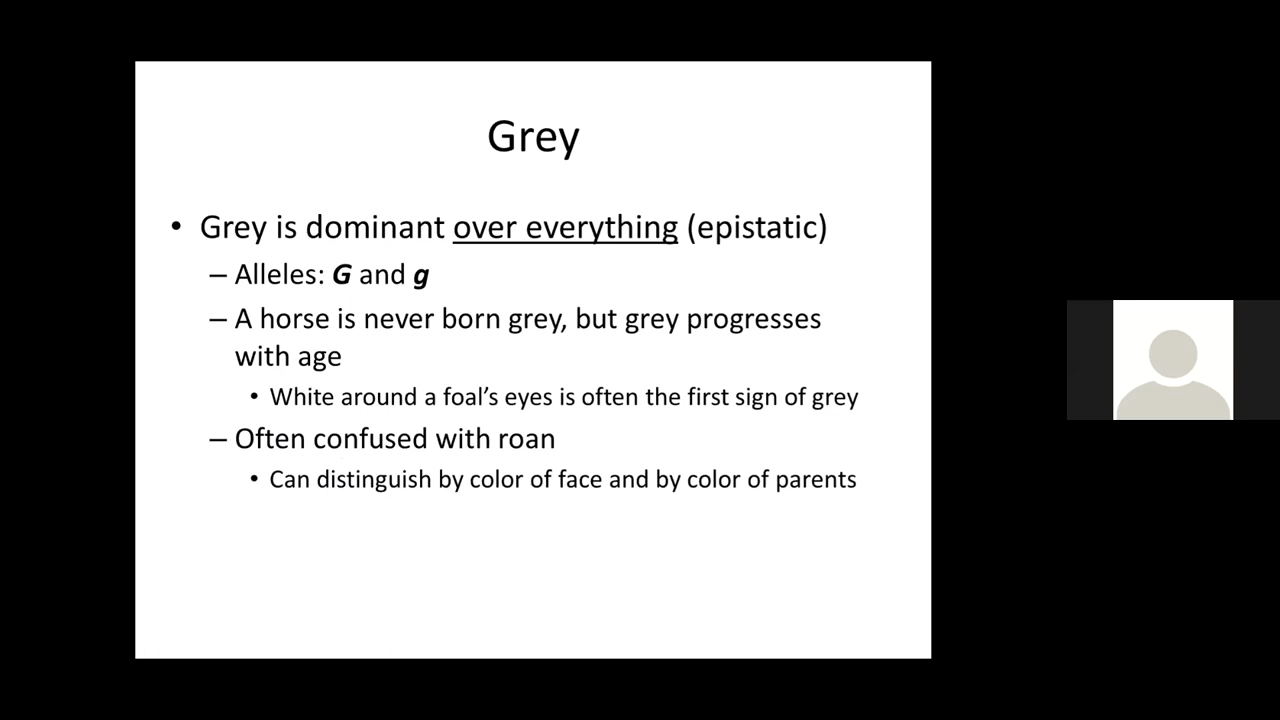 Grey
• Grey is dominant over everything (epistatic)
– Alleles: G and g
– A horse is never born grey, but grey progresses
with age
• White around a foal’s eyes is often the first sign of grey
– Often confused with roan
• Can distinguish by color of face and by color of parents